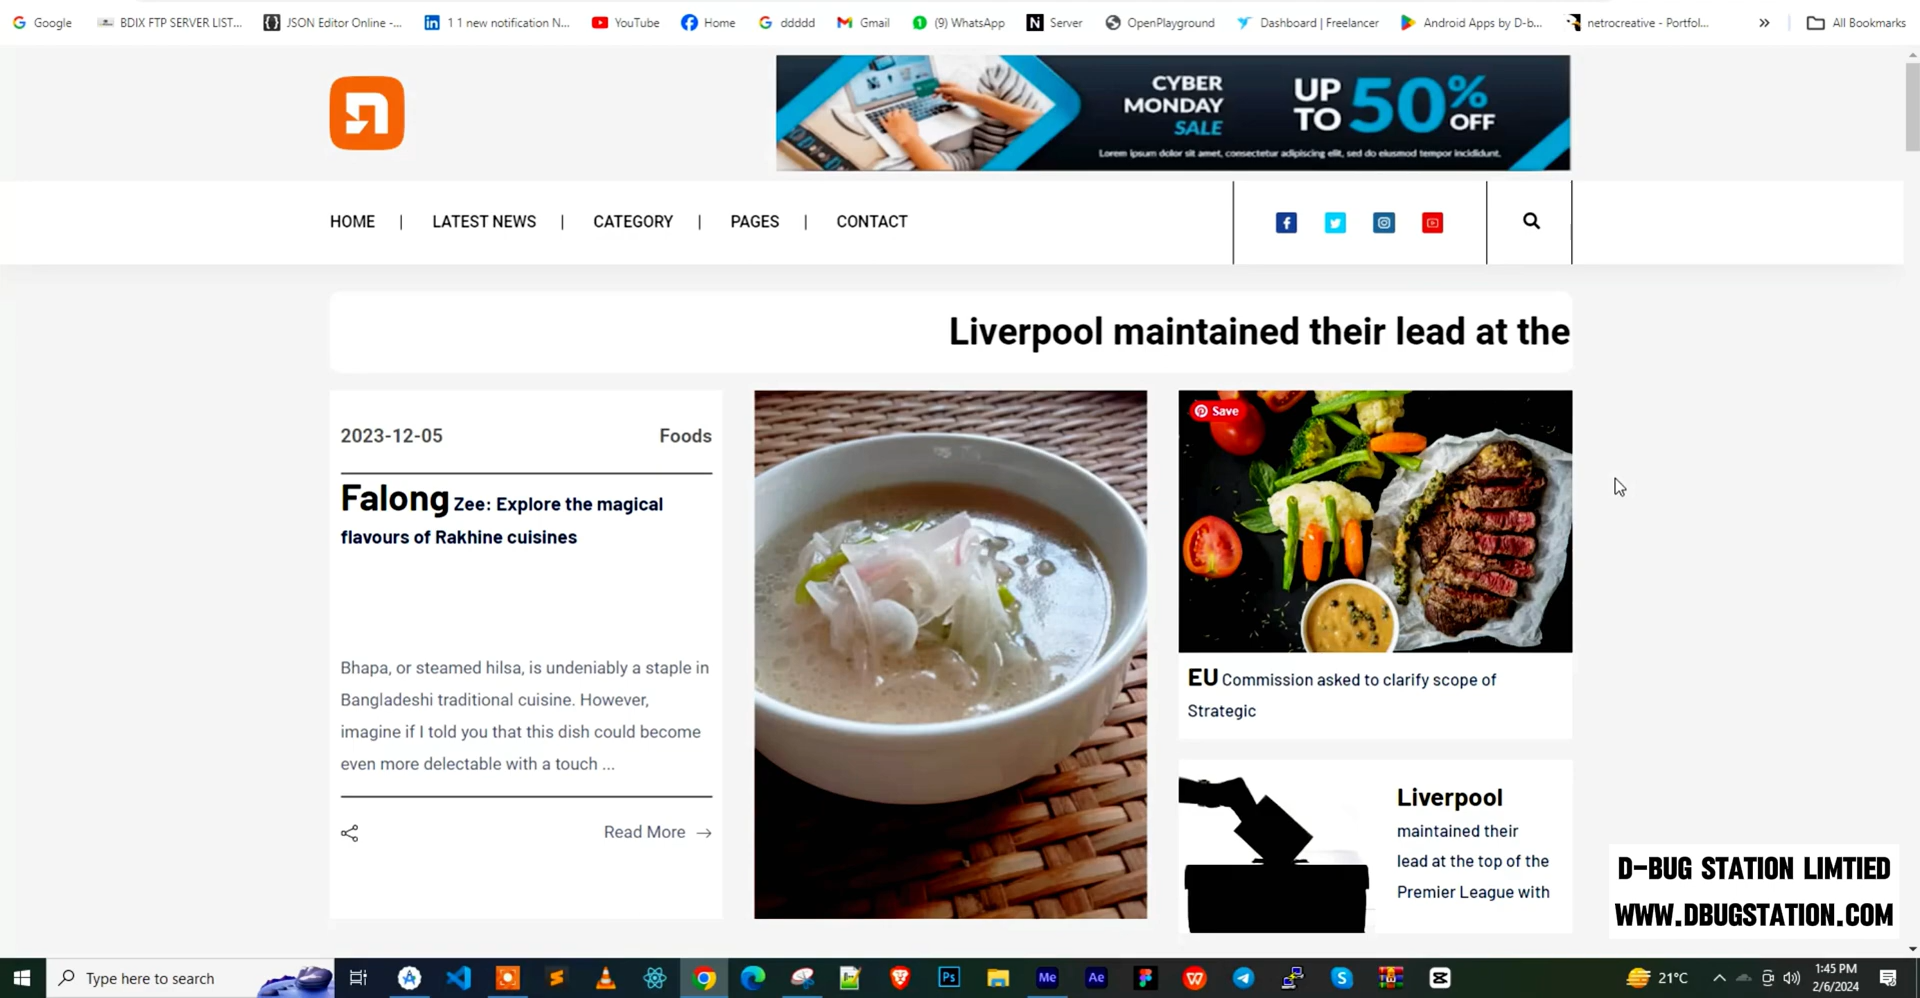 Google
BDIX FTP SERVER LIST...
JSON Editor Online -...
1 1 new notification N...
YouTube
Home
ddddd
Gmail
(9) WhatsApp
Server
OpenPlayground
Dashboard | Freelancer
Android Apps by D-b...
netrocreative - Portfol...
»
All Bookmarks
CYBER
MONDAY
SALE
UP
TO
50%
OFF
Lorem ipsum dolor sit amet, consectetur adipiscing elit, sed do eiusmod tempor incididunt.
HOME | LATEST NEWS | CATEGORY | PAGES | CONTACT
Liverpool maintained their lead at the
2023-12-05 Foods
Falong Zee: Explore the magical
flavours of Rakhine cuisines
Bhapa, or steamed hilsa, is undeniably a staple in
Bangladeshi traditional cuisine. However,
imagine if I told you that this dish could become
even more delectable with a touch ...
Read More →
Save
EU Commission asked to clarify scope of
Strategic
Liverpool
maintained their
lead at the top of the
Premier League with
D-BUG STATION LIMTIED
WWW.DBUGSTATION.COM
Type here to search
Ps
Me
Ae
21°C
1:45 PM
2/6/2024